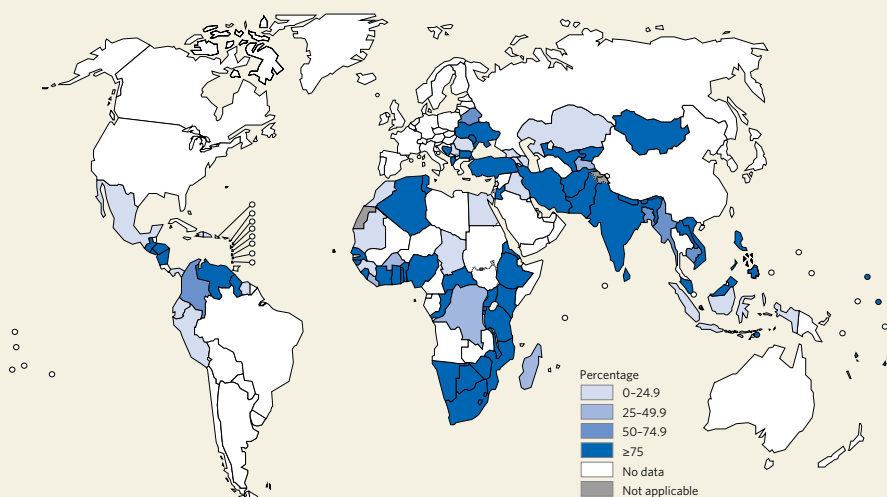 Percentage
0–24.9
25–49.9
50–74.9
≥75
No data
Not applicable